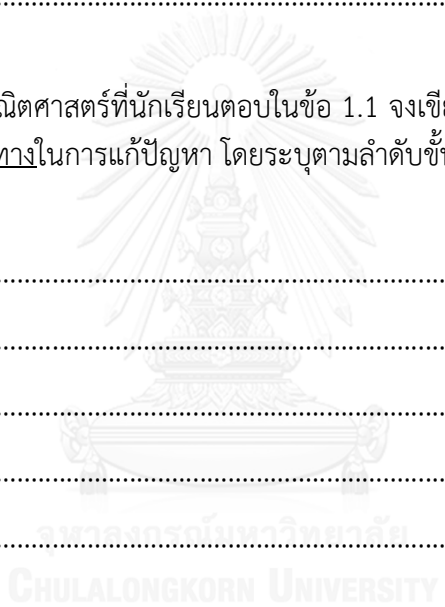 ณิตศาสตร์ที่นักเรียนตอบในข้อ 1.1 จงเขีย
ทางในการแก้ปัญหา โดยระบุตามลำดับขั้น
จุฬาลงกรณ์มหาวิทยาลัย
CHULALONGKORN UNIVERSITY